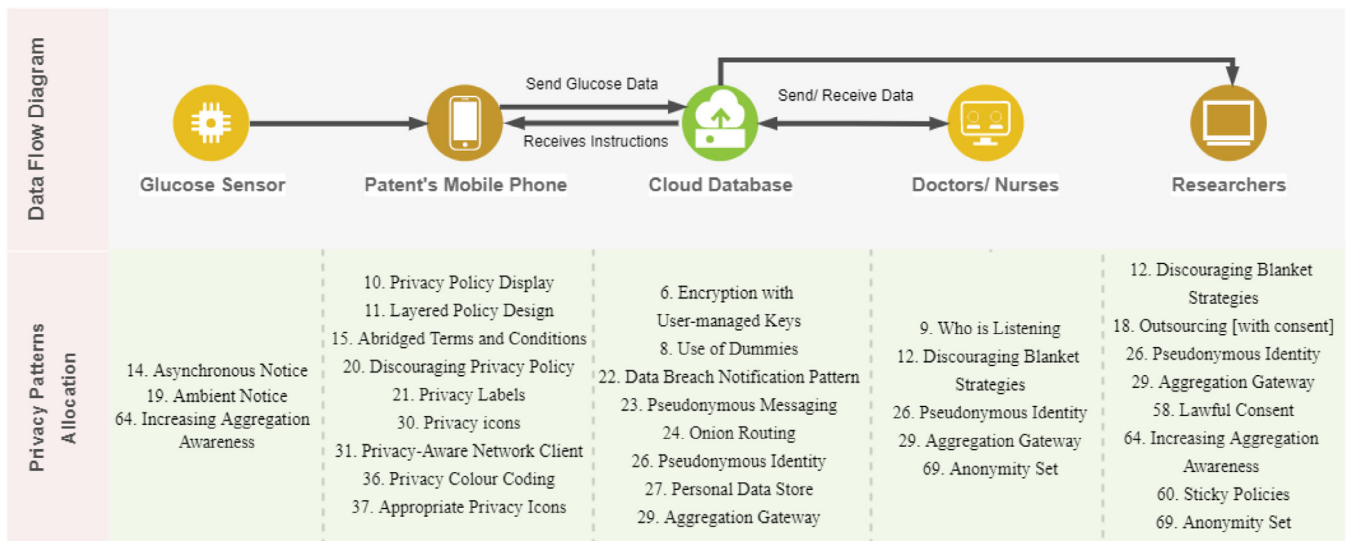 Data Flow Diagram
Send Glucose Data
Receives Instructions
Send/ Receive Data
Glucose Sensor
Patent's Mobile Phone
Cloud Database
Doctors/ Nurses
Researchers
Privacy Patterns
Allocation
14. Asynchronous Notice
19. Ambient Notice
64. Increasing Aggregation
Awareness
10. Privacy Policy Display
11. Layered Policy Design
15. Abridged Terms and Conditions
20. Discouraging Privacy Policy
21. Privacy Labels
30. Privacy icons
31. Privacy-Aware Network Client
36. Privacy Colour Coding
37. Appropriate Privacy Icons
6. Encryption with
User-managed Keys
8. Use of Dummies
22. Data Breach Notification Pattern
23. Pseudonymous Messaging
24. Onion Routing
26. Pseudonymous Identity
27. Personal Data Store
29. Aggregation Gateway
9. Who is Listening
12. Discouraging Blanket
Strategies
26. Pseudonymous Identity
29. Aggregation Gateway
69. Anonymity Set
12. Discouraging Blanket
Strategies
18. Outsourcing [with consent]
26. Pseudonymous Identity
29. Aggregation Gateway
58. Lawful Consent
64. Increasing Aggregation
Awareness
60. Sticky Policies
69. Anonymity Set